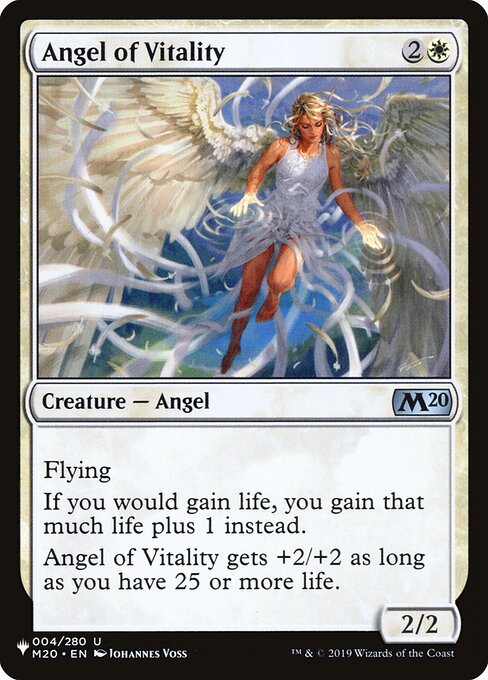 Angel of Vitality 2
Creature — Angel
M20
Flying
If you would gain life, you gain that
much life plus 1 instead.
Angel of Vitality gets +2/+2 as long
as you have 25 or more life.
2/2
004/280 U
M20 • EN Johannes Voss
™ & © 2019 Wizards of the Coast